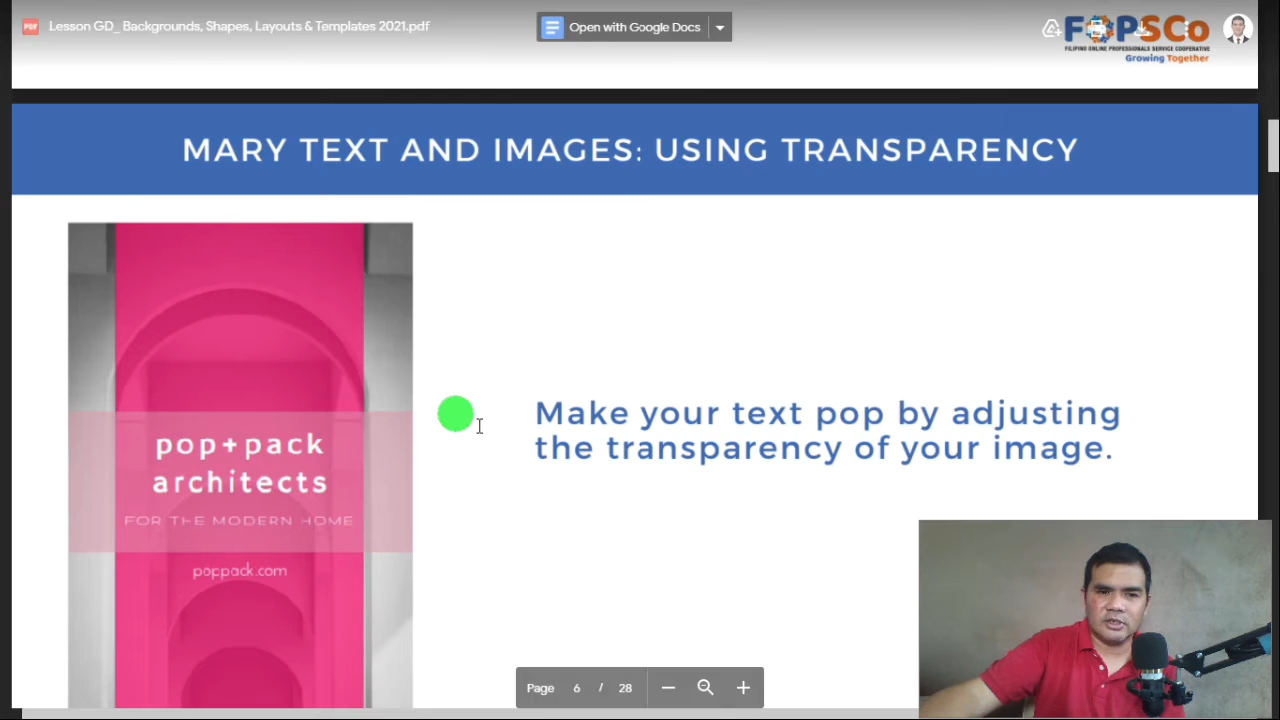 PDF
Lesson GD_ Backgrounds, Shapes, Layouts & Templates 2021.pdf
Open with Google Docs
FOPSCo
FILIPINO ONLINE PROFESSIONALS SERVICE COOPERATIVE
Growing Together
MARY TEXT AND IMAGES: USING TRANSPARENCY
pop+pack
architects
FOR THE MODERN HOME
poppack.com
Make your text pop by adjusting
the transparency of your image.
Page 6 / 28